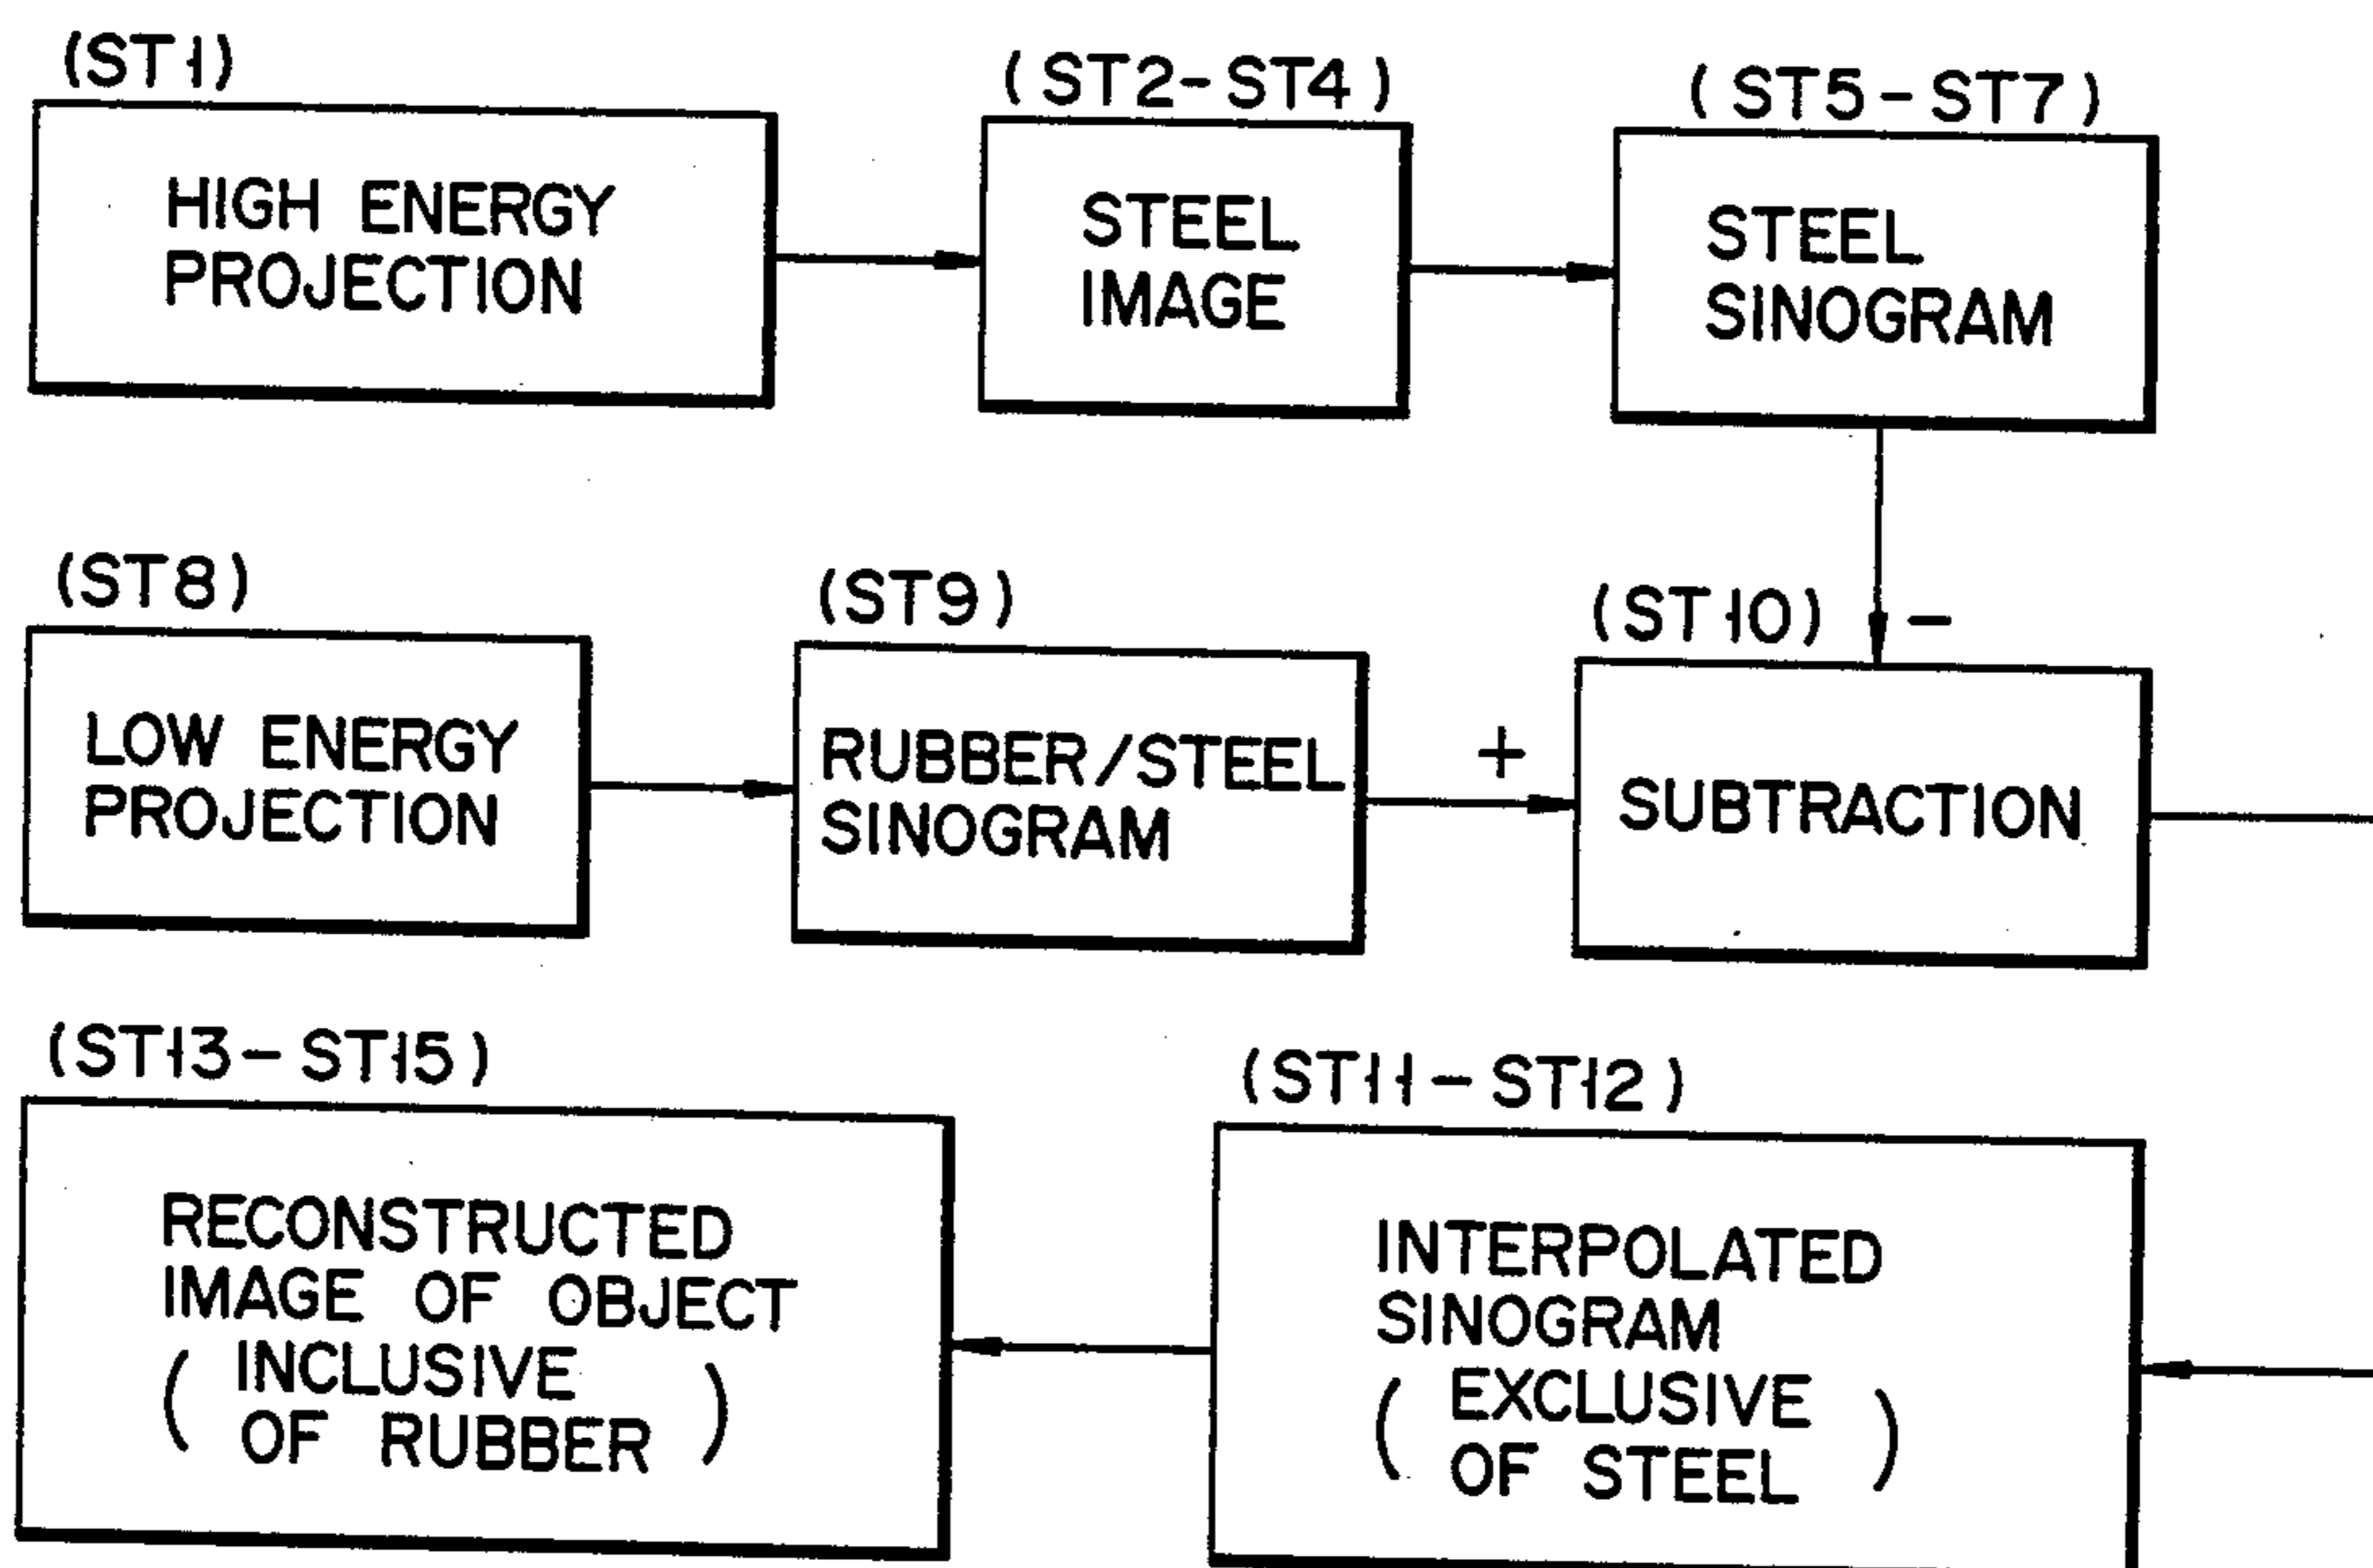 (ST1)
HIGH ENERGY
PROJECTION
(ST2-ST4)
STEEL
IMAGE
(ST5-ST7)
STEEL
SINOGRAM
(ST8)
LOW ENERGY
PROJECTION
(ST9)
RUBBER/STEEL
SINOGRAM
+
(ST10)
-
SUBTRACTION
(ST13-ST15)
RECONSTRUCTED
IMAGE OF OBJECT
( INCLUSIVE
OF RUBBER )
(ST11-ST12)
INTERPOLATED
SINOGRAM
( EXCLUSIVE
OF STEEL )